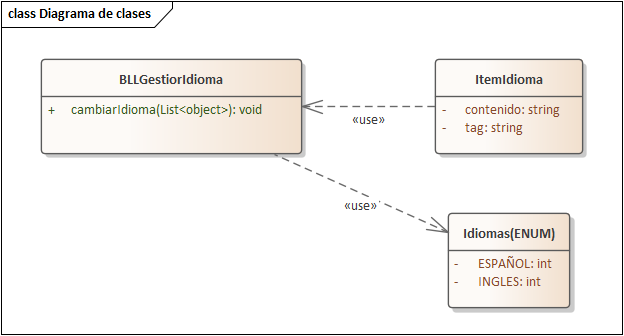 class Diagrama de clases
BLLGestiorIdioma
+ cambiarIdioma(List<object>): void
ItemIdioma
- contenido: string
- tag: string
«use»
«use»
Idiomas(ENUM)
- ESPAÑOL: int
- INGLES: int